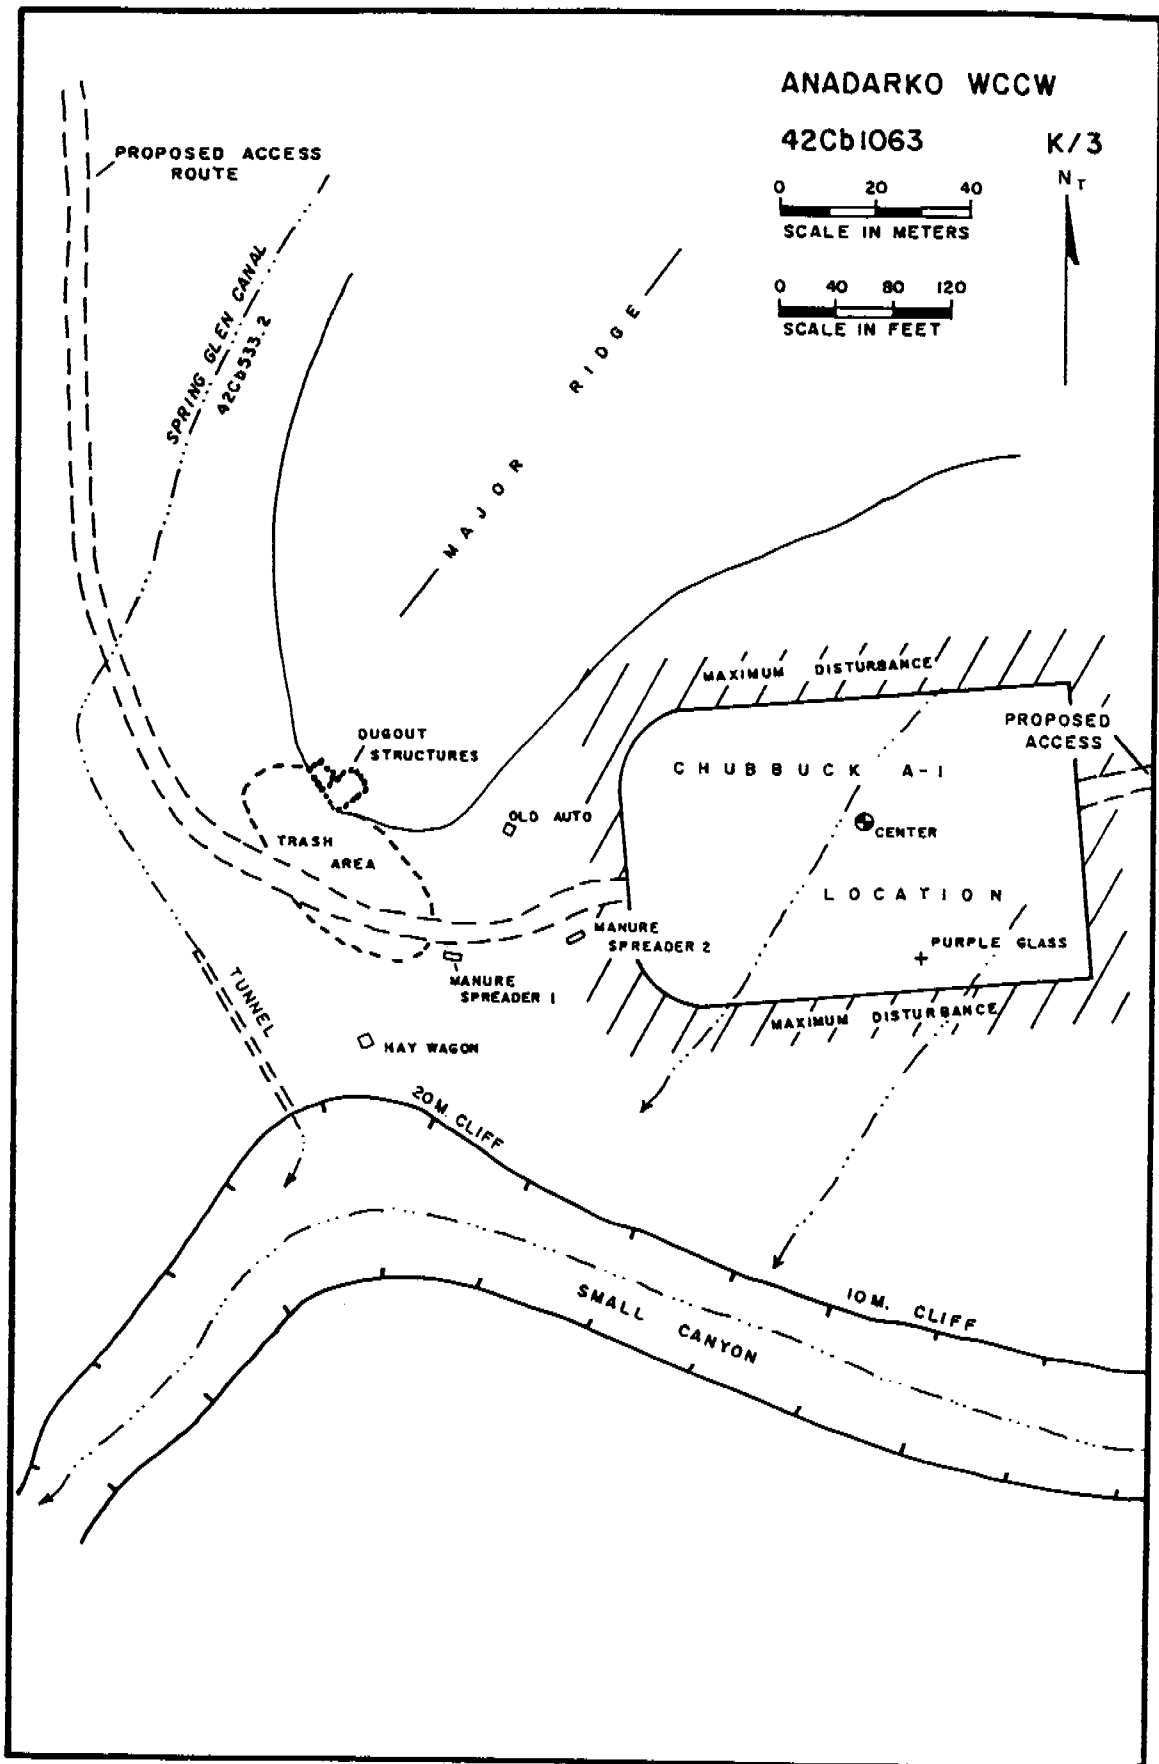 ANADARKO WCCW
42Cb1063
K/3
0 20 40
SCALE IN METERS
NT
0 40 80 120
SCALE IN FEET
PROPOSED ACCESS
ROUTE
SPRING GLEN CANAL
42Cb533.2
MAJOR RIDGE
MAXIMUM DISTURBANCE
PROPOSED
ACCESS
DUGOUT
STRUCTURES
CHUBBUCK A-1
OLD AUTO
CENTER
TRASH
AREA
LOCATION
MANURE
SPREADER 2
PURPLE GLASS
TUNNEL
MANURE
SPREADER 1
MAXIMUM DISTURBANCE
HAY WAGON
20 M. CLIFF
SMALL CANYON
10 M. CLIFF